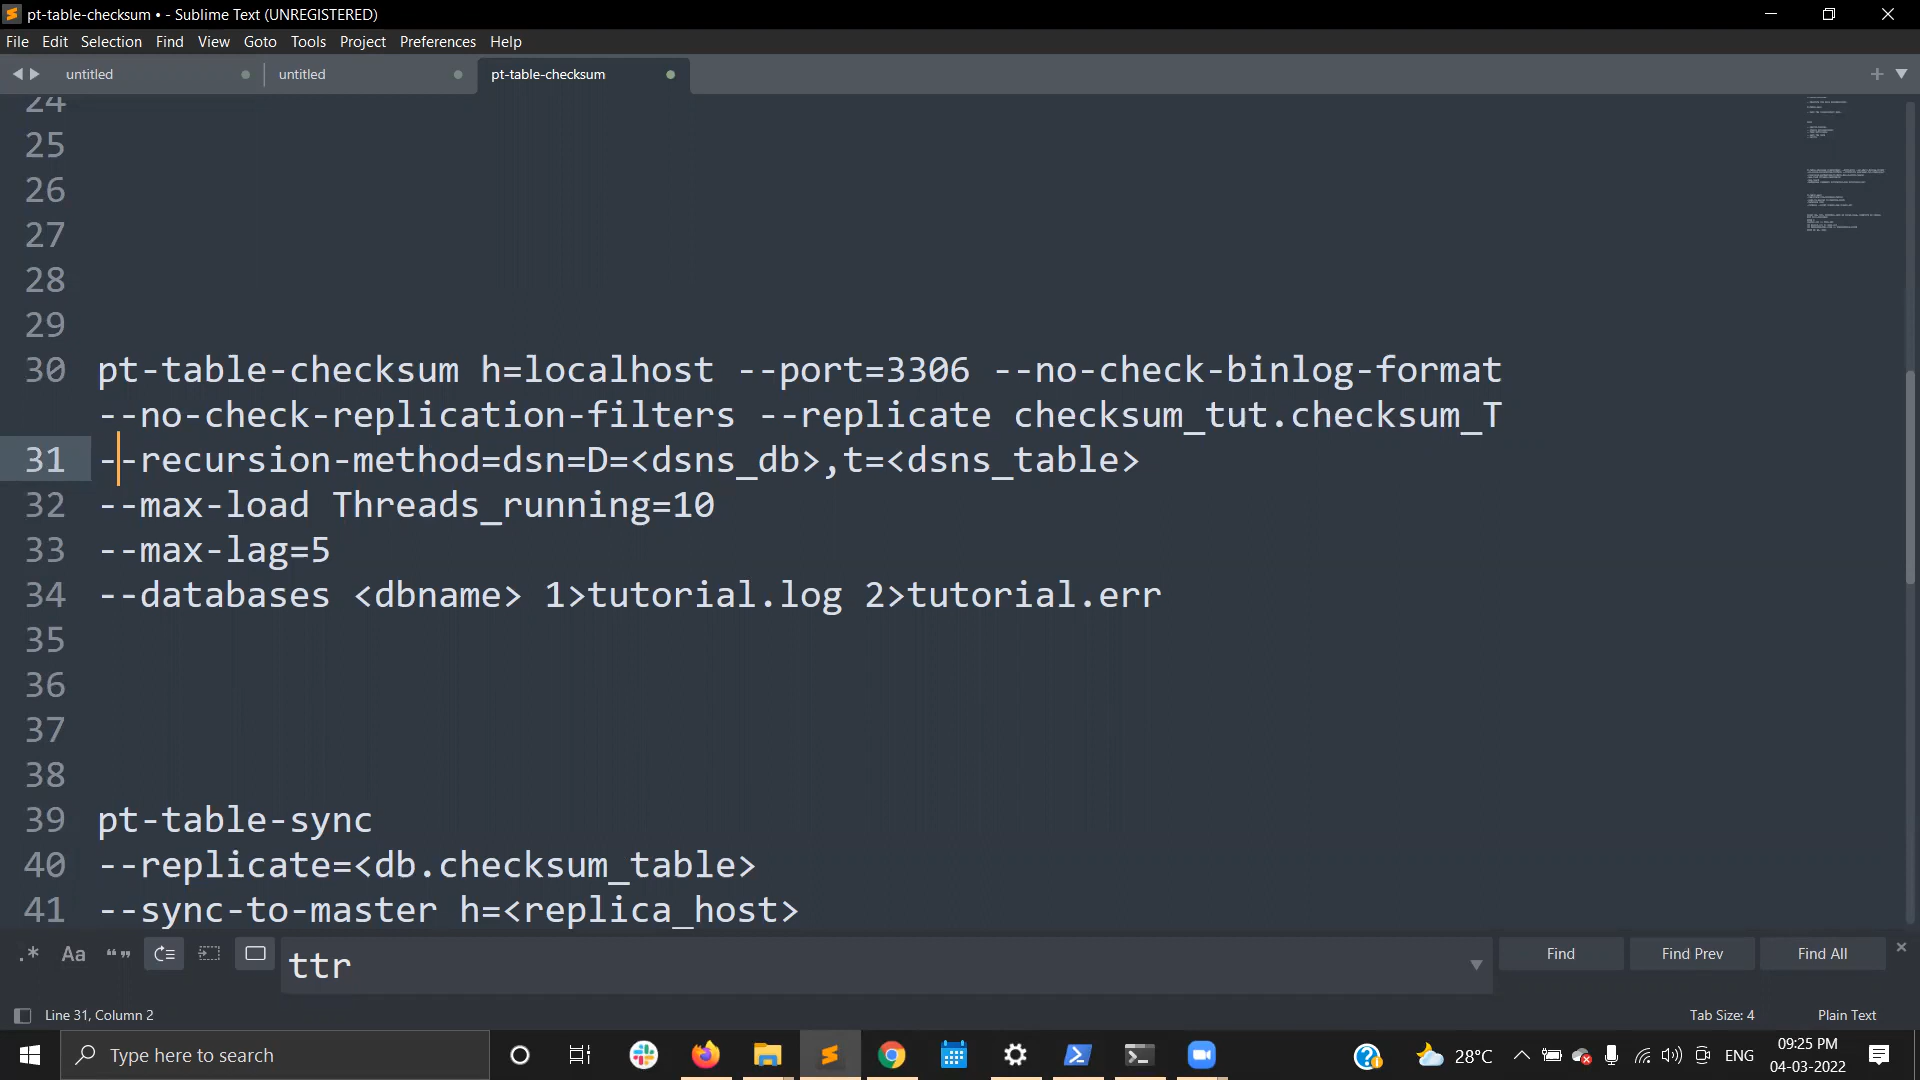 pt-table-checksum • - Sublime Text (UNREGISTERED)
File Edit Selection Find View Goto Tools Project Preferences Help
untitled untitled pt-table-checksum
24
25
26
27
28
29
30 pt-table-checksum h=localhost --port=3306 --no-check-binlog-format
--no-check-replication-filters --replicate checksum_tut.checksum_T
31 --recursion-method=dsn=D=<dsns_db>,t=<dsns_table>
32 --max-load Threads_running=10
33 --max-lag=5
34 --databases <dbname> 1>tutorial.log 2>tutorial.err
35
36
37
38
39 pt-table-sync
40 --replicate=<db.checksum_table>
41 --sync-to-master h=<replica_host>
.* Aa “” ttr Find Find Prev Find All
Line 31, Column 2 Tab Size: 4 Plain Text
Type here to search 28°C ENG 09:25 PM
04-03-2022